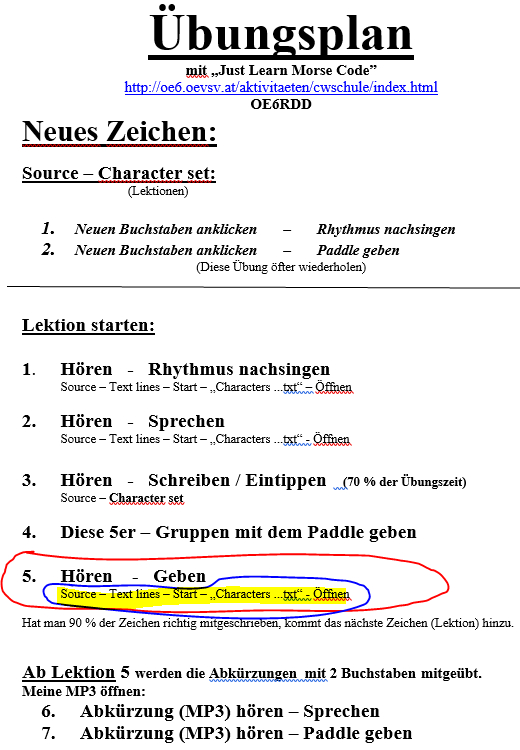 Übungsplan
mit „Just Learn Morse Code”
http://oe6.oevsv.at/aktivitaeten/cwschule/index.html
OE6RDD
Neues Zeichen:
Source – Character set:
(Lektionen)
1. Neuen Buchstaben anklicken – Rhythmus nachsingen
2. Neuen Buchstaben anklicken – Paddle geben
(Diese Übung öfter wiederholen)
Lektion starten:
1. Hören - Rhythmus nachsingen
Source – Text lines – Start – „Characters ...txt“ – Öffnen
2. Hören - Sprechen
Source – Text lines – Start – „Characters ...txt“ - Öffnen
3. Hören - Schreiben / Eintippen (70 % der Übungszeit)
Source – Character set
4. Diese 5er – Gruppen mit dem Paddle geben
5. Hören - Geben
Source – Text lines – Start – „Characters ...txt“ - Öffnen
Hat man 90 % der Zeichen richtig mitgeschrieben, kommt das nächste Zeichen (Lektion) hinzu.
Ab Lektion 5 werden die Abkürzungen mit 2 Buchstaben mitgeübt.
Meine MP3 öffnen:
6. Abkürzung (MP3) hören – Sprechen
7. Abkürzung (MP3) hören – Paddle geben